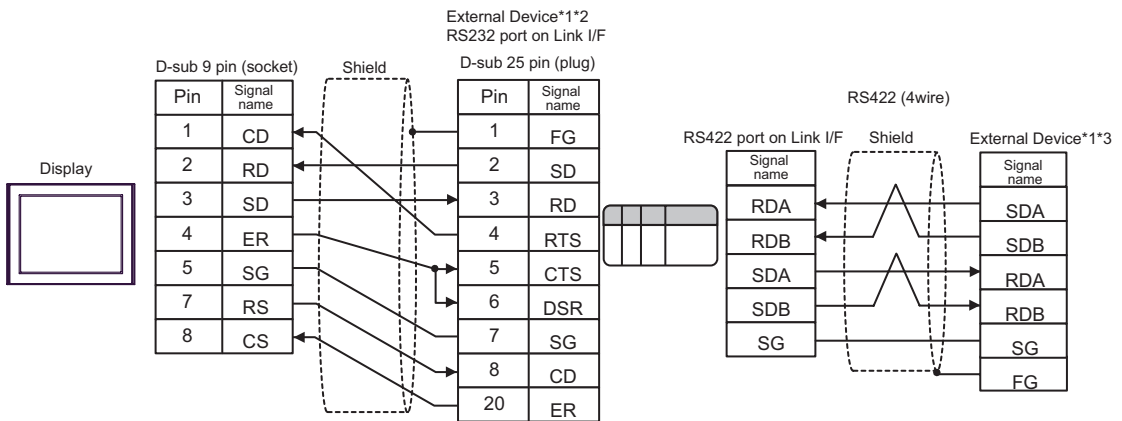 External Device*1*2
RS232 port on Link I/F
D-sub 9 pin (socket)
Shield
D-sub 25 pin (plug)
Pin Signal name
1 CD
2 RD
3 SD
4 ER
5 SG
7 RS
8 CS
Pin Signal name
1 FG
2 SD
3 RD
4 RTS
5 CTS
6 DSR
7 SG
8 CD
20 ER
Display
RS422 (4wire)
RS422 port on Link I/F
Shield
External Device*1*3
Signal name
RDA
RDB
SDA
SDB
SG
Signal name
SDA
SDB
RDA
RDB
SG
FG